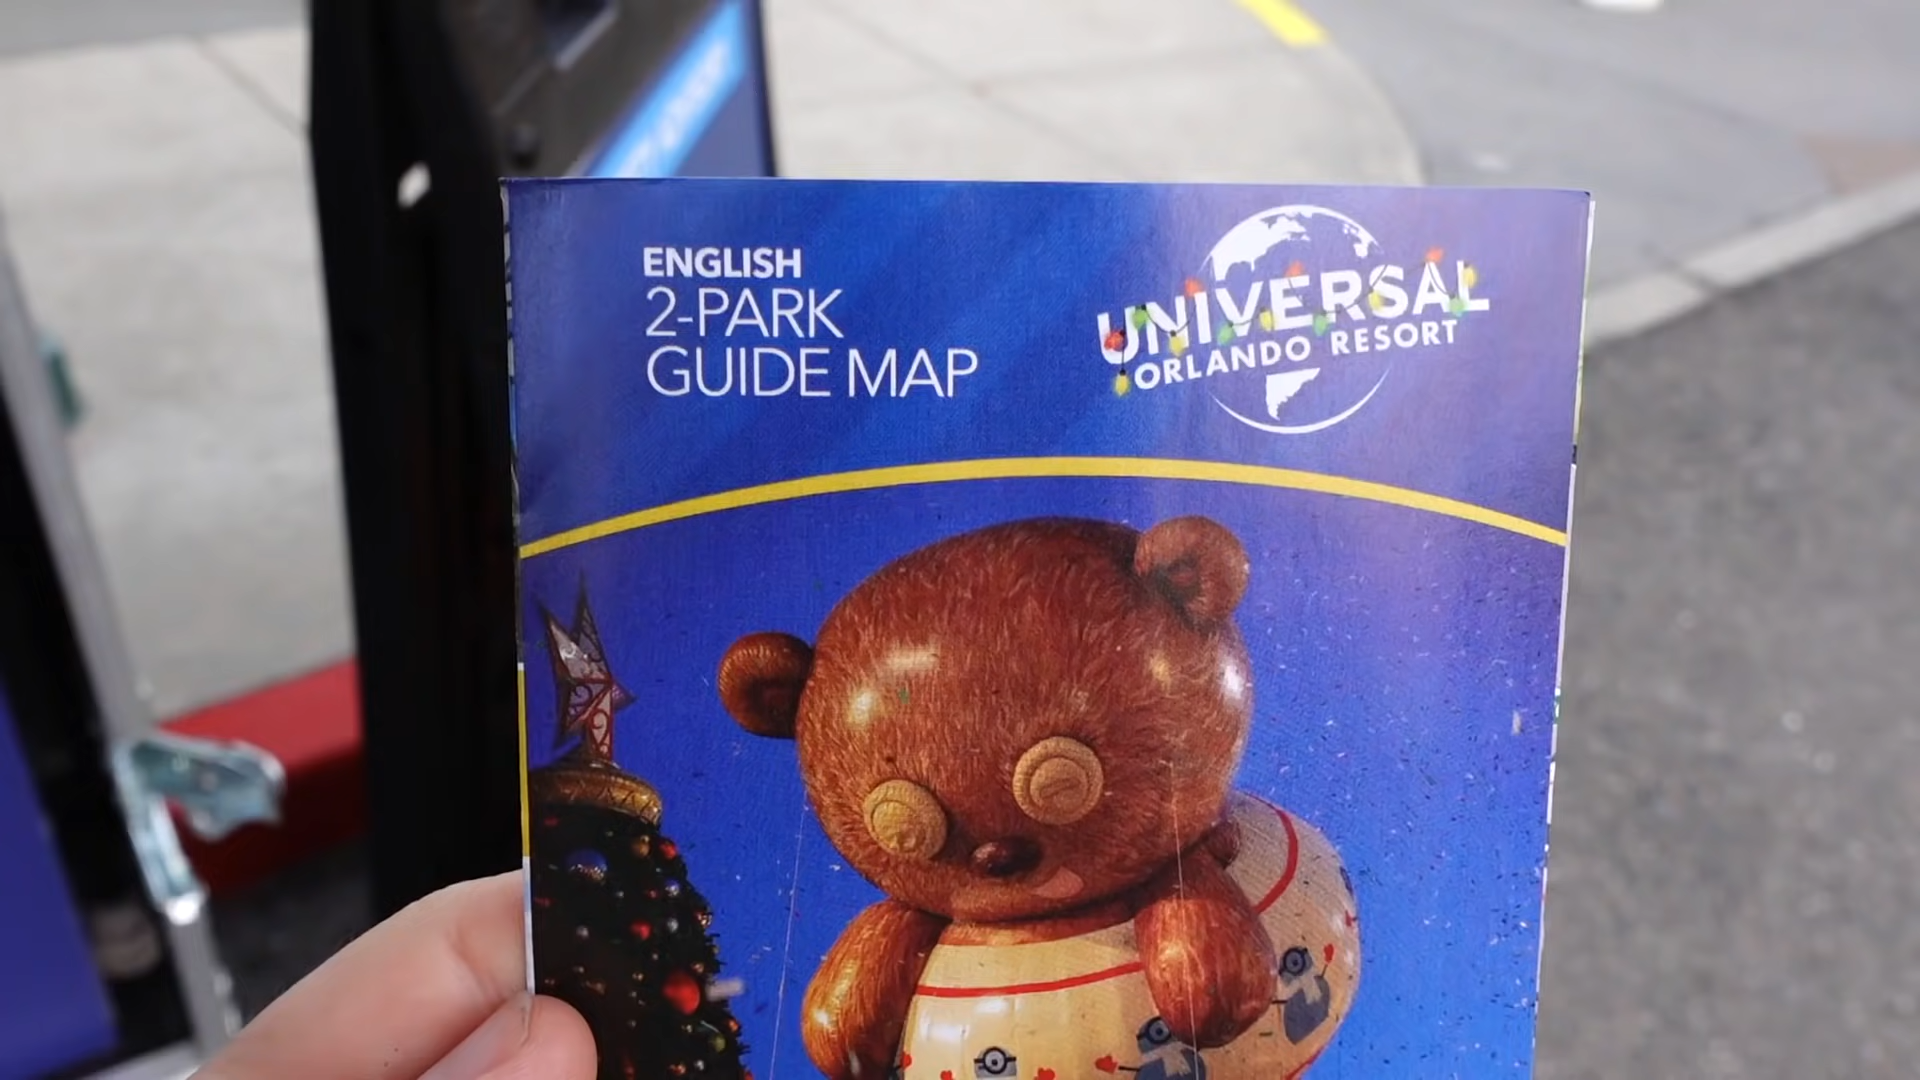 ENGLISH
2-PARK
GUIDE MAP
UNIVERSAL
ORLANDO RESORT